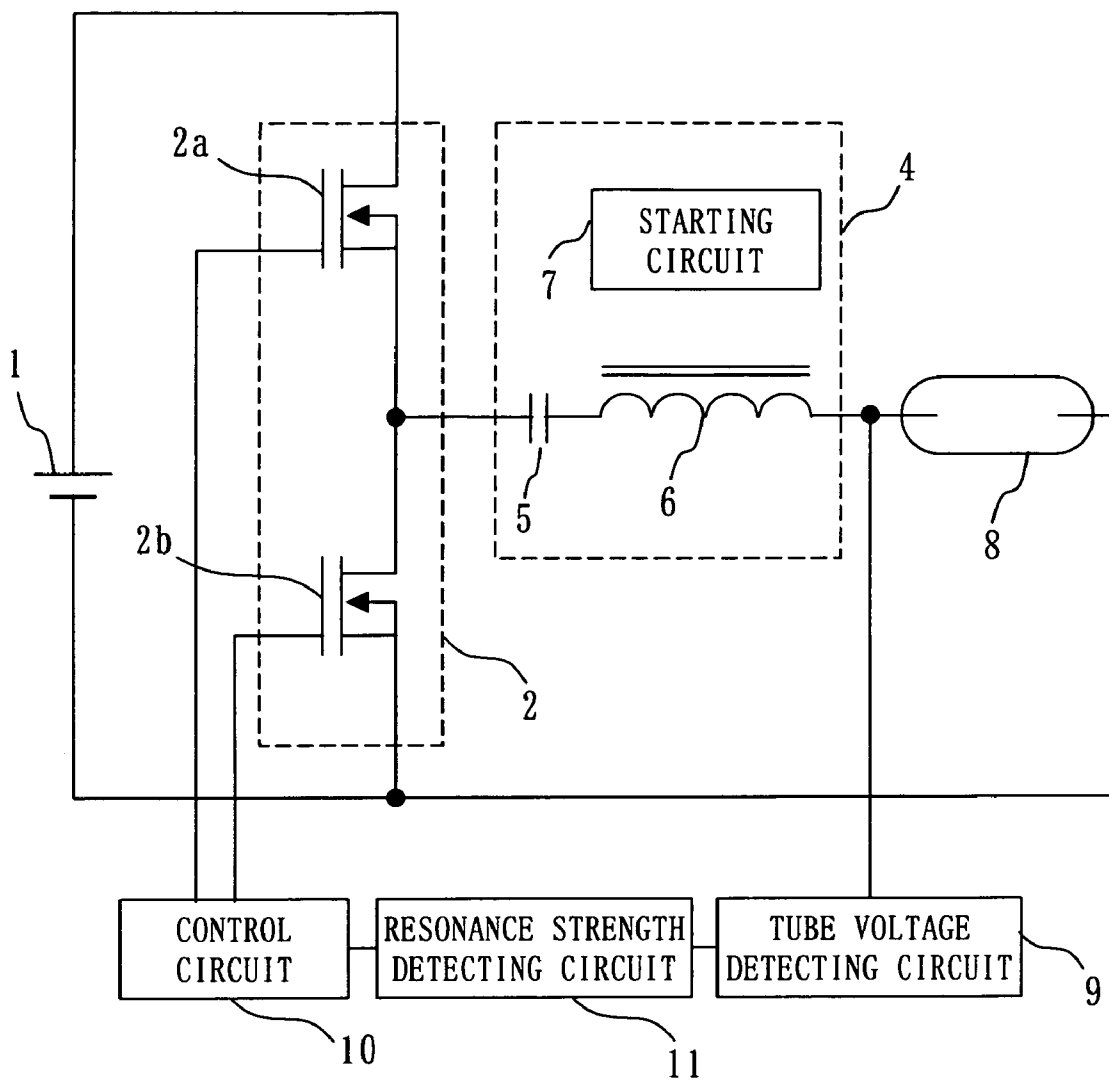 2a
4
STARTING
CIRCUIT
7
1
5
6
8
2b
2
CONTROL
CIRCUIT
RESONANCE STRENGTH
DETECTING CIRCUIT
TUBE VOLTAGE
DETECTING CIRCUIT
9
10
11